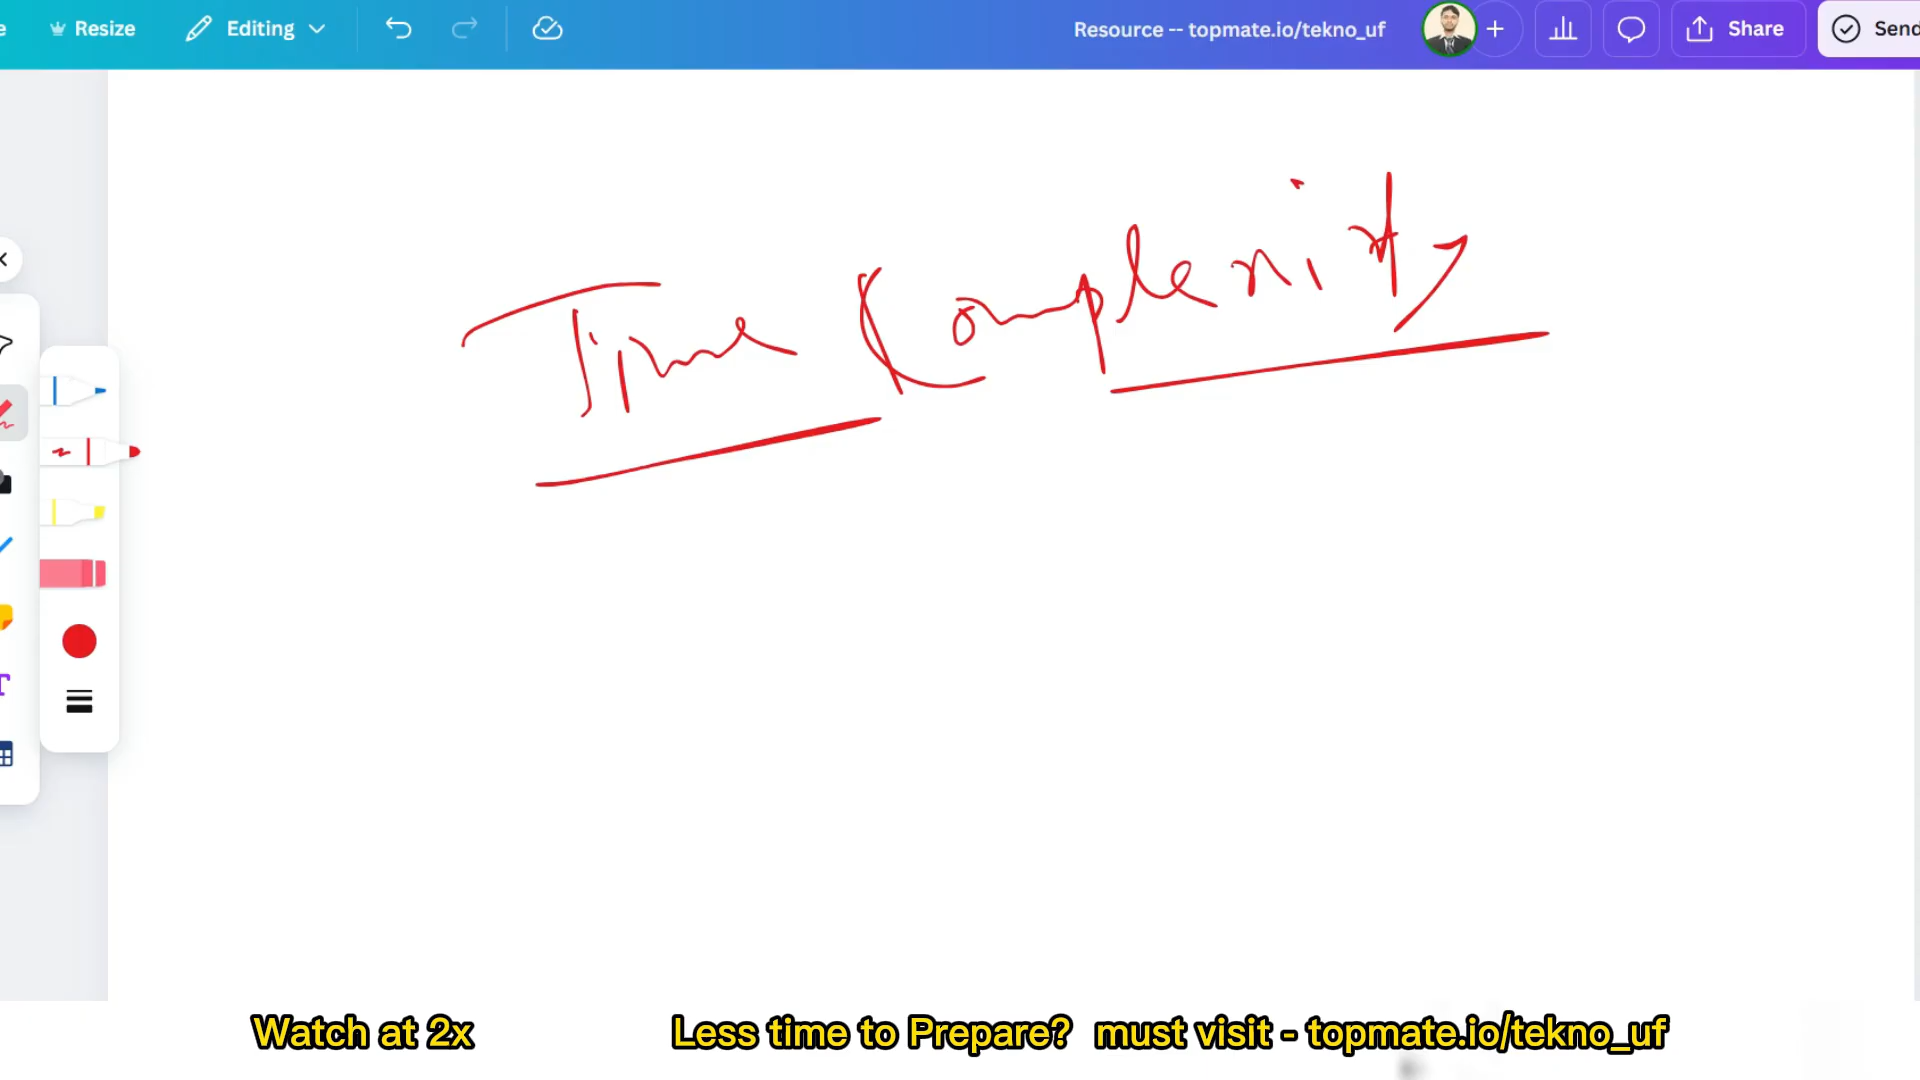 Resize Editing Resource -- topmate.io/tekno_uf Share Send
Time Complexity
Watch at 2x Less time to Prepare? must visit - topmate.io/tekno_uf